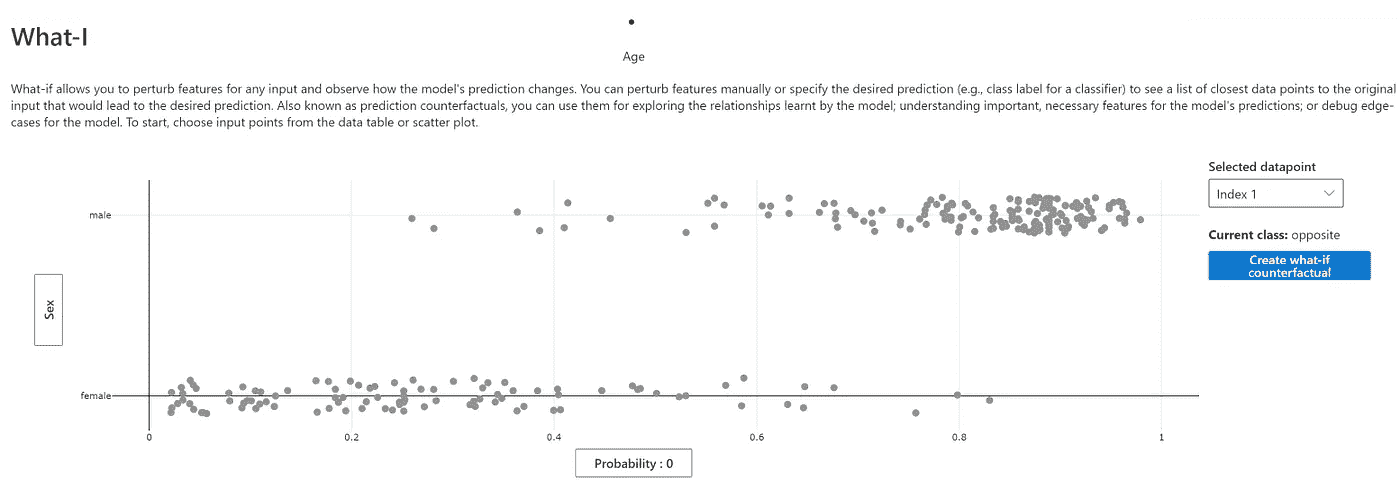 What-I
Age
What-if allows you to perturb features for any input and observe how the model's prediction changes. You can perturb features manually or specify the desired prediction (e.g., class label for a classifier) to see a list of closest data points to the original
input that would lead to the desired prediction. Also known as prediction counterfactuals, you can use them for exploring the relationships learnt by the model; understanding important, necessary features for the model's predictions; or debug edge-
cases for the model. To start, choose input points from the data table or scatter plot.
Selected datapoint
Index 1
Current class: opposite
Create what-if
counterfactual
male
Sex
female
0 0.2 0.4 0.6 0.8 1
Probability : 0